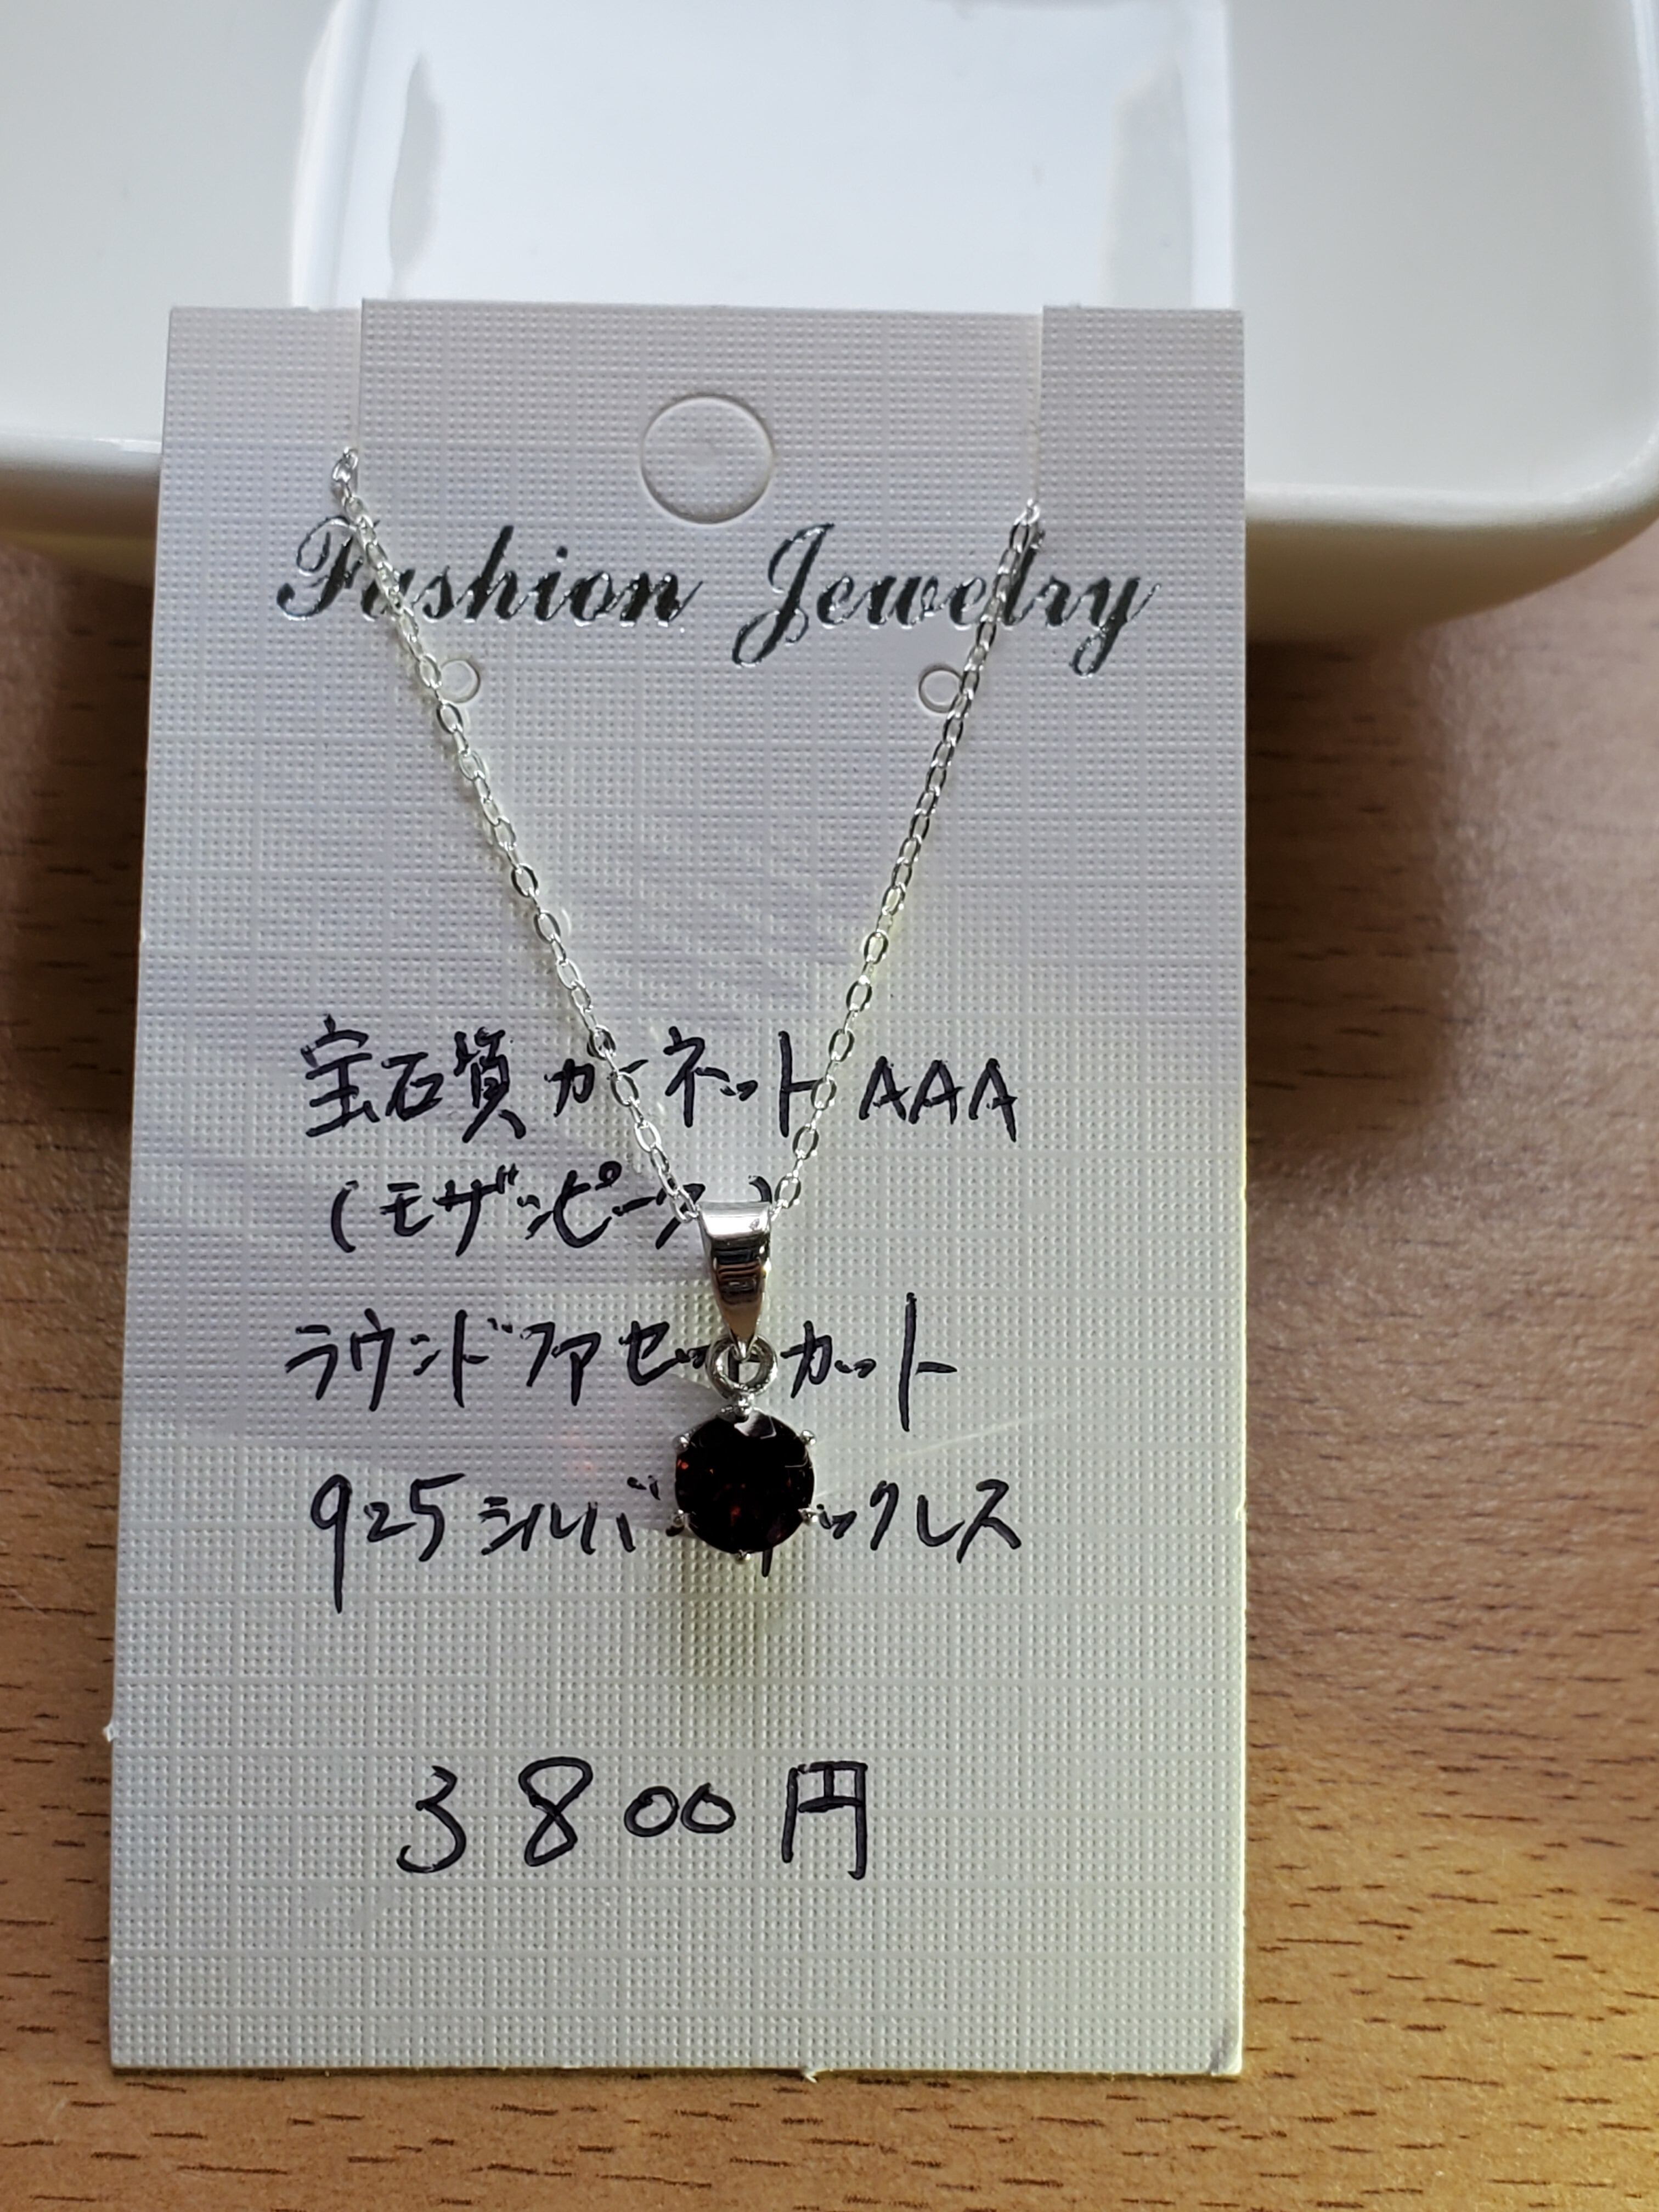 Fashion Jewelry
宝石質ガーネットAAA
(モザンビーク)
ラウンドファセットカット
925シルバーネックレス
3800円